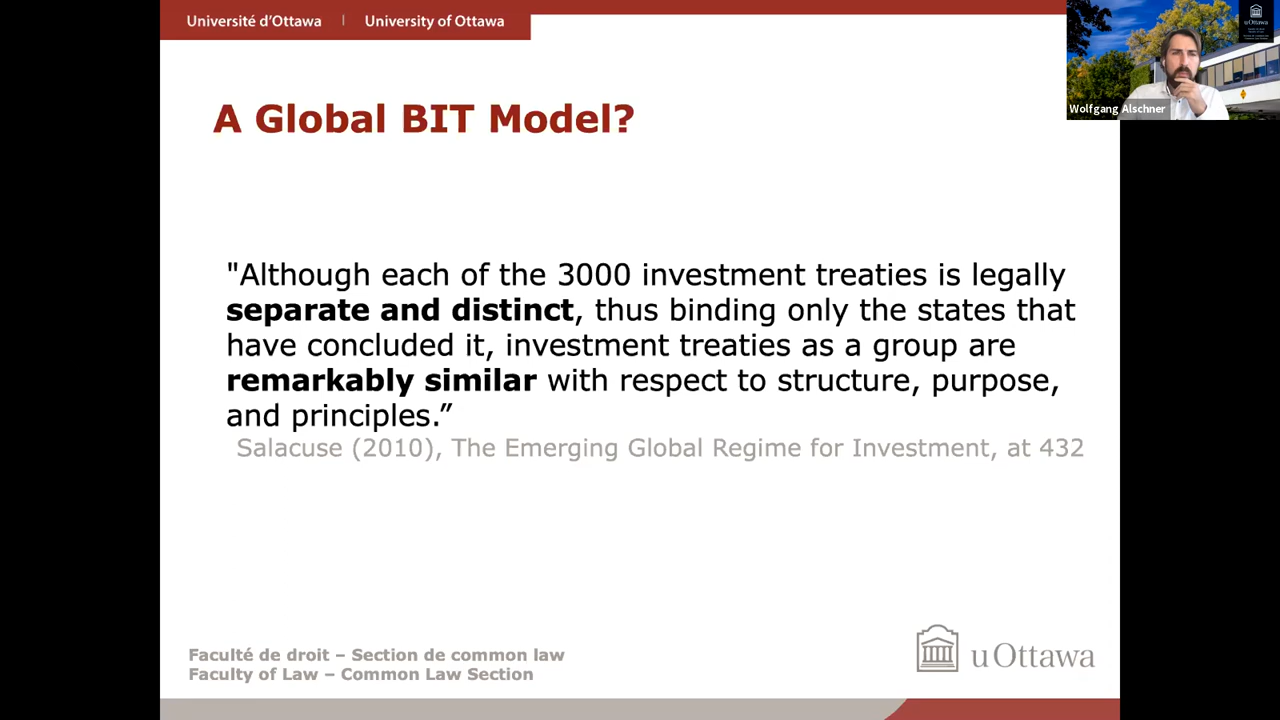 Université d'Ottawa | University of Ottawa
uOttawa
Wolfgang Alschner
A Global BIT Model?
"Although each of the 3000 investment treaties is legally
separate and distinct, thus binding only the states that
have concluded it, investment treaties as a group are
remarkably similar with respect to structure, purpose,
and principles.”
Salacuse (2010), The Emerging Global Regime for Investment, at 432
Faculté de droit – Section de common law
Faculty of Law – Common Law Section
uOttawa